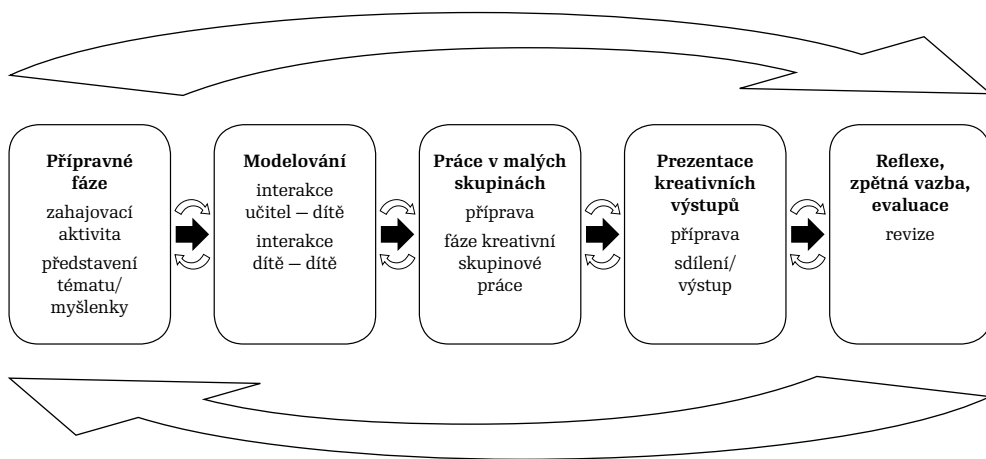 Přípravné
fáze
zahajovací
aktivita
představení
tématu/
myšlenky
Modelování
interakce
učitel – dítě
interakce
dítě – dítě
Práce v malých
skupinách
příprava
fáze kreativní
skupinové
práce
Prezentace
kreativních
výstupů
příprava
sdílení/
výstup
Reflexe,
zpětná vazba,
evaluace
revize